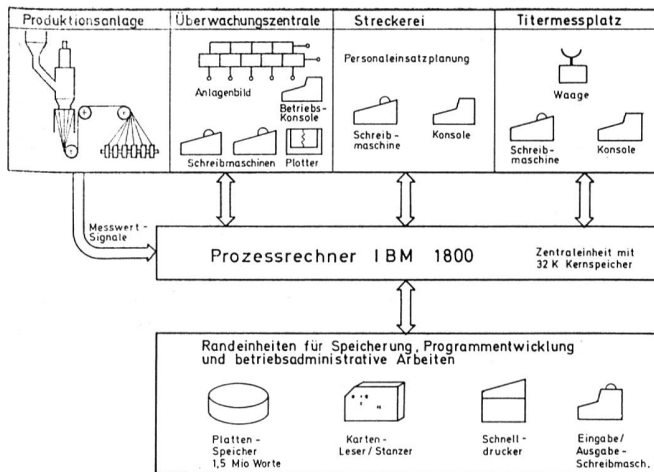 Produktionsanlage
Überwachungszentrale
Streckerei
Titermessplatz
Anlagenbild
Betriebs-
Konsole
Schreibmaschinen
Plotter
Personaleinsatzplanung
Schreib-
maschine
Konsole
Waage
Schreib-
maschine
Konsole
Messwert-
Signale
Prozessrechner IBM 1800
Zentraleinheit mit
32 K Kernspeicher
Randeinheiten für Speicherung, Programmentwicklung
und betriebsadministrative Arbeiten
Platten-
Speicher
1,5 Mio Worte
Karten-
Leser / Stanzer
Schnell-
drucker
Eingabe/
Ausgabe-
Schreibmasch.